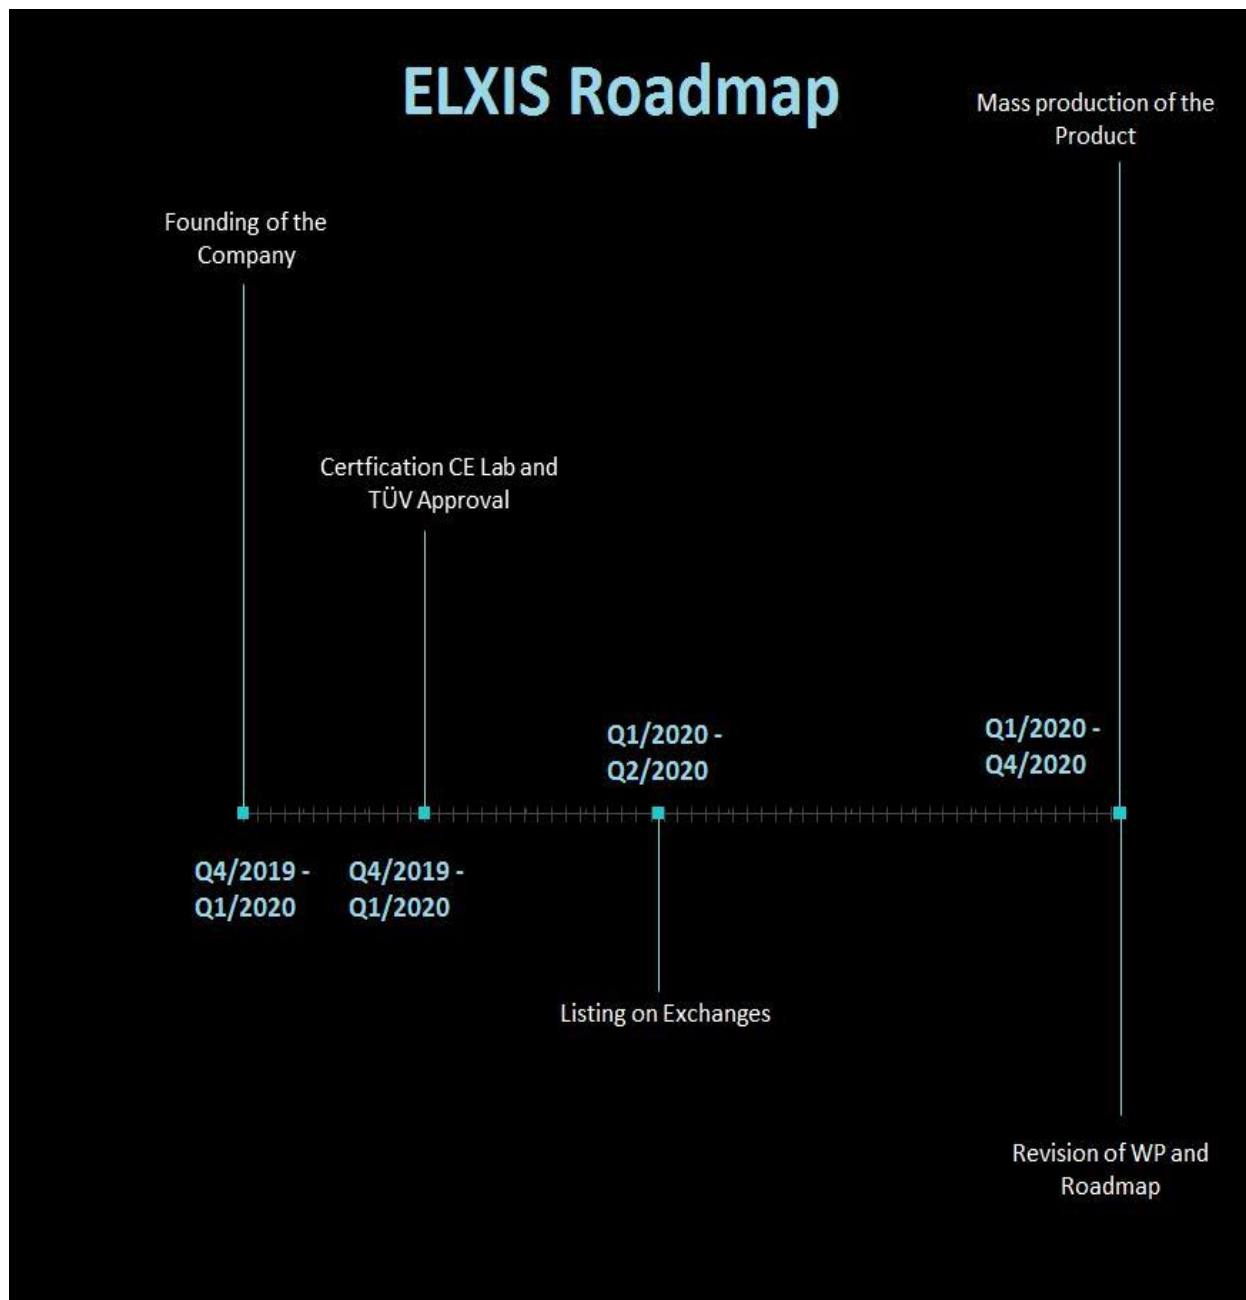 ELXIS Roadmap
Mass production of the
Product
Founding of the
Company
Certfication CE Lab and
TÜV Approval
Q1/2020 -
Q2/2020
Q1/2020 -
Q4/2020
Q4/2019 -
Q1/2020
Q4/2019 -
Q1/2020
Listing on Exchanges
Revision of WP and
Roadmap